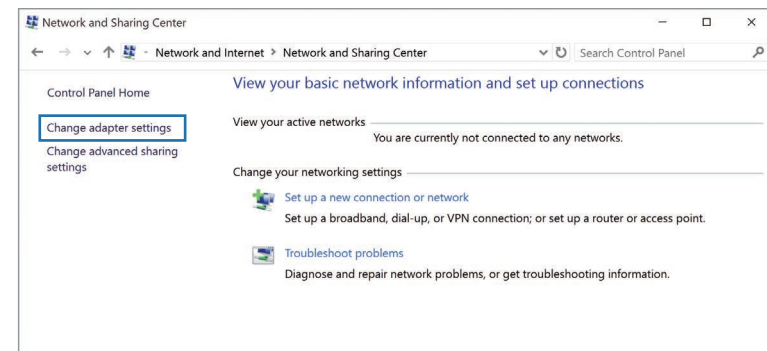 Network and Sharing Center
Network and Internet > Network and Sharing Center
Search Control Panel
Control Panel Home
Change adapter settings
Change advanced sharing
settings
View your basic network information and set up connections
View your active networks
You are currently not connected to any networks.
Change your networking settings
Set up a new connection or network
Set up a broadband, dial-up, or VPN connection; or set up a router or access point.
Troubleshoot problems
Diagnose and repair network problems, or get troubleshooting information.